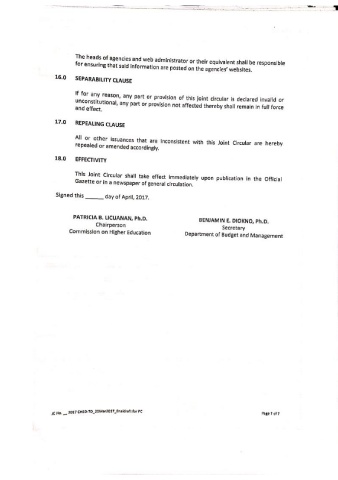 The heads of agencies and web administrator or their equivalent shall be responsible
for ensuring that said information are posted on the agencies' websites.
16.0 SEPARABILITY CLAUSE
If for any reason, any part or provision of this joint circular is declared invalid or
unconstitutional, any part or provision not affected thereby shall remain in full force
and effect.
17.0 REPEALING CLAUSE
All or other issuances that are inconsistent with this Joint Circular are hereby
repealed or amended accordingly.
18.0 EFFECTIVITY
This Joint Circular shall take effect immediately upon publication in the Official
Gazette or in a newspaper of general circulation.
Signed this ______ day of April, 2017.
PATRICIA B. LICUANAN, Ph.D. BENJAMIN E. DIOKNO, Ph.D.
Chairperson Secretary
Commission on Higher Education Department of Budget and Management
JC No. __ 2017 for PC Page 7 of 7